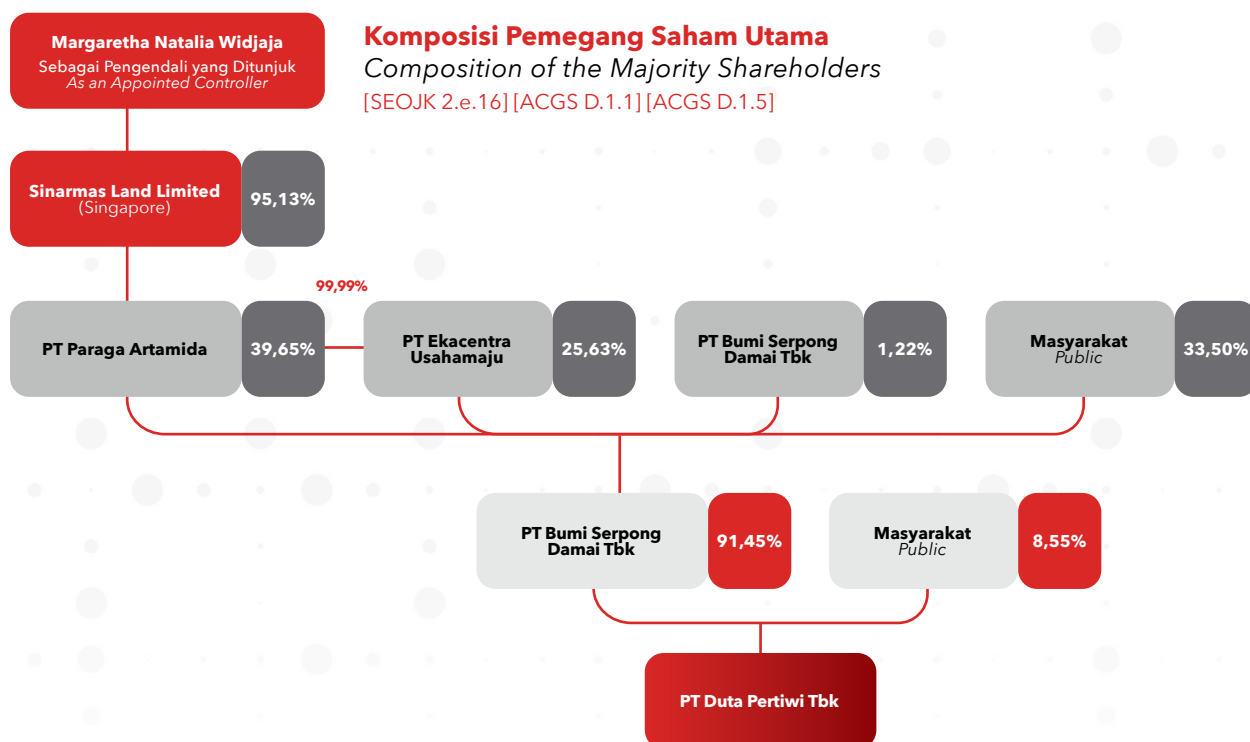 Margaretha Natalia Widjaja
Sebagai Pengendali yang Ditunjuk
As an Appointed Controller
Komposisi Pemegang Saham Utama
Composition of the Majority Shareholders
[SEOJK 2.e.16] [ACGS D.1.1] [ACGS D.1.5]
Sinarmas Land Limited
(Singapore)
95,13%
99,99%
PT Paraga Artamida
39,65%
PT Ekacentra
Usahamaju
25,63%
PT Bumi Serpong
Damai Tbk
1,22%
Masyarakat
Public
33,50%
PT Bumi Serpong
Damai Tbk
91,45%
Masyarakat
Public
8,55%
PT Duta Pertiwi Tbk